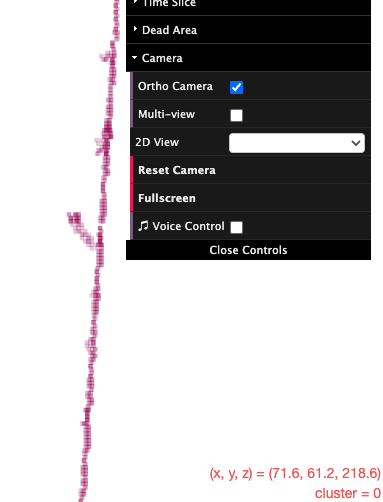 Time Slice
Dead Area
Camera
Ortho Camera
Multi-view
2D View
Reset Camera
Fullscreen
🎵 Voice Control
Close Controls
(x, y, z) = (71.6, 61.2, 218.6)
cluster = 0